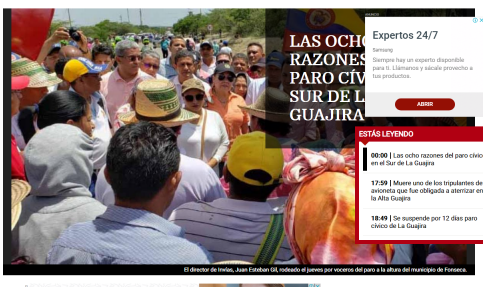 LAS OCHO
RAZONES
PARO CÍV
SUR DE L
GUAJIRA
Expertos 24/7
Samsung
Siempre hay un experto disponible
para ti. Llámanos y sácale provecho a
tus productos.
ABRIR
ESTÁS LEYENDO
00:00 | Las ocho razones del paro cívico
en el Sur de La Guajira
17:59 | Muere uno de los tripulantes de
avioneta que fue obligada a aterrizar en
la Alta Guajira
18:49 | Se suspende por 12 días paro
cívico de La Guajira
El director de Invías, Juan Esteban Gil, rodeado el jueves por voceros del paro a la altura del municipio de Fonseca.